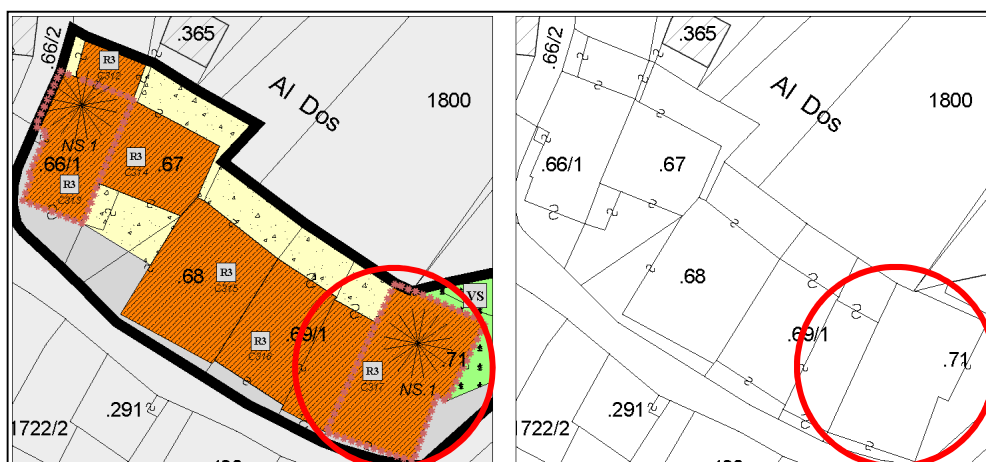 .66/2
.365
R3
C312
Al Dos
1800
NS.1
.66/1
R3
C313
R3
C314
.67
.68
R3
C315
.69/1
R3
C316
R3
C317
NS.1
.71
VS
.291
1722/2
.66/2
.365
Al Dos
1800
.66/1
.67
.68
.69/1
.71
.291
1722/2